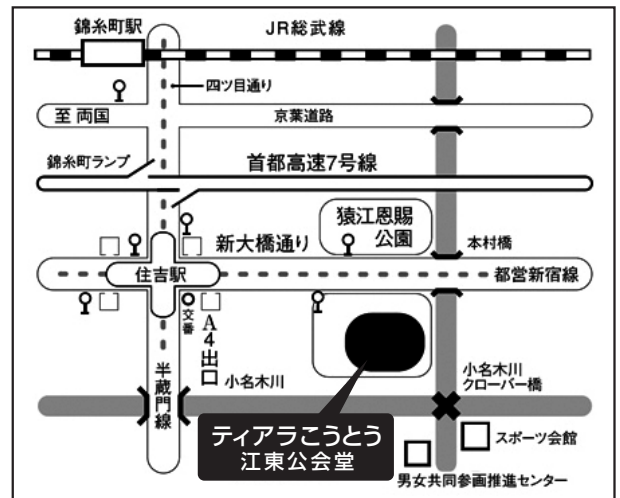 錦糸町駅
JR総武線
四ツ目通り
至 両国
京葉道路
錦糸町ランプ
首都高速7号線
猿江恩賜
公園
新大橋通り
本村橋
住吉駅
都営新宿線
交番
A4出口
半蔵門線
小名木川
小名木川
クローバー橋
ティアラこうとう
江東公会堂
スポーツ会館
男女共同参画推進センター